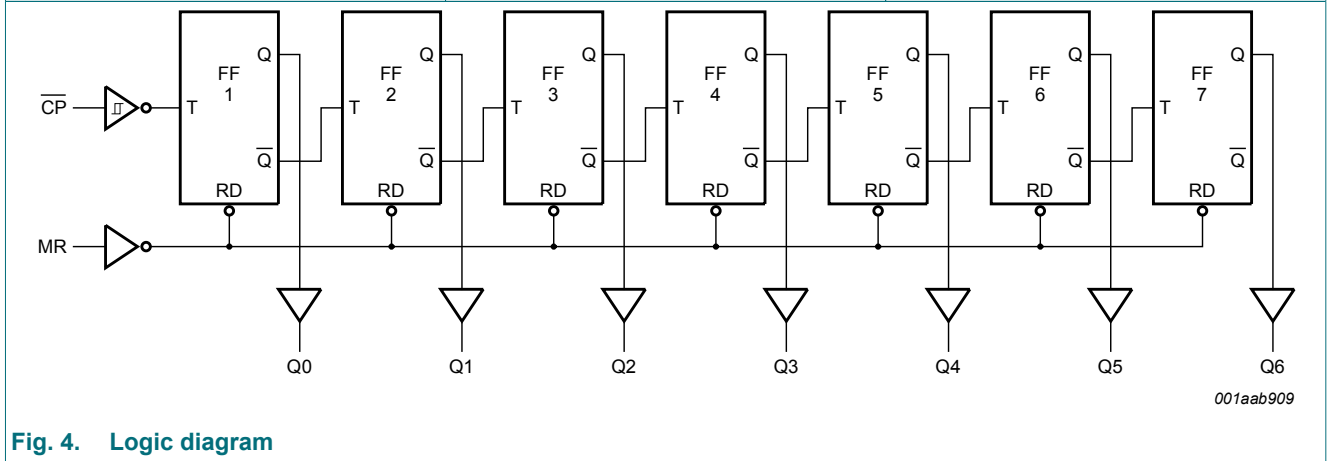 Q Q Q Q Q Q Q
FF FF FF FF FF FF FF
1 2 3 4 5 6 7
C̅P̅ T T T T T T T
Q̅ Q̅ Q̅ Q̅ Q̅ Q̅ Q̅
RD RD RD RD RD RD RD
MR
Q0 Q1 Q2 Q3 Q4 Q5 Q6
001aab909
Fig. 4. Logic diagram